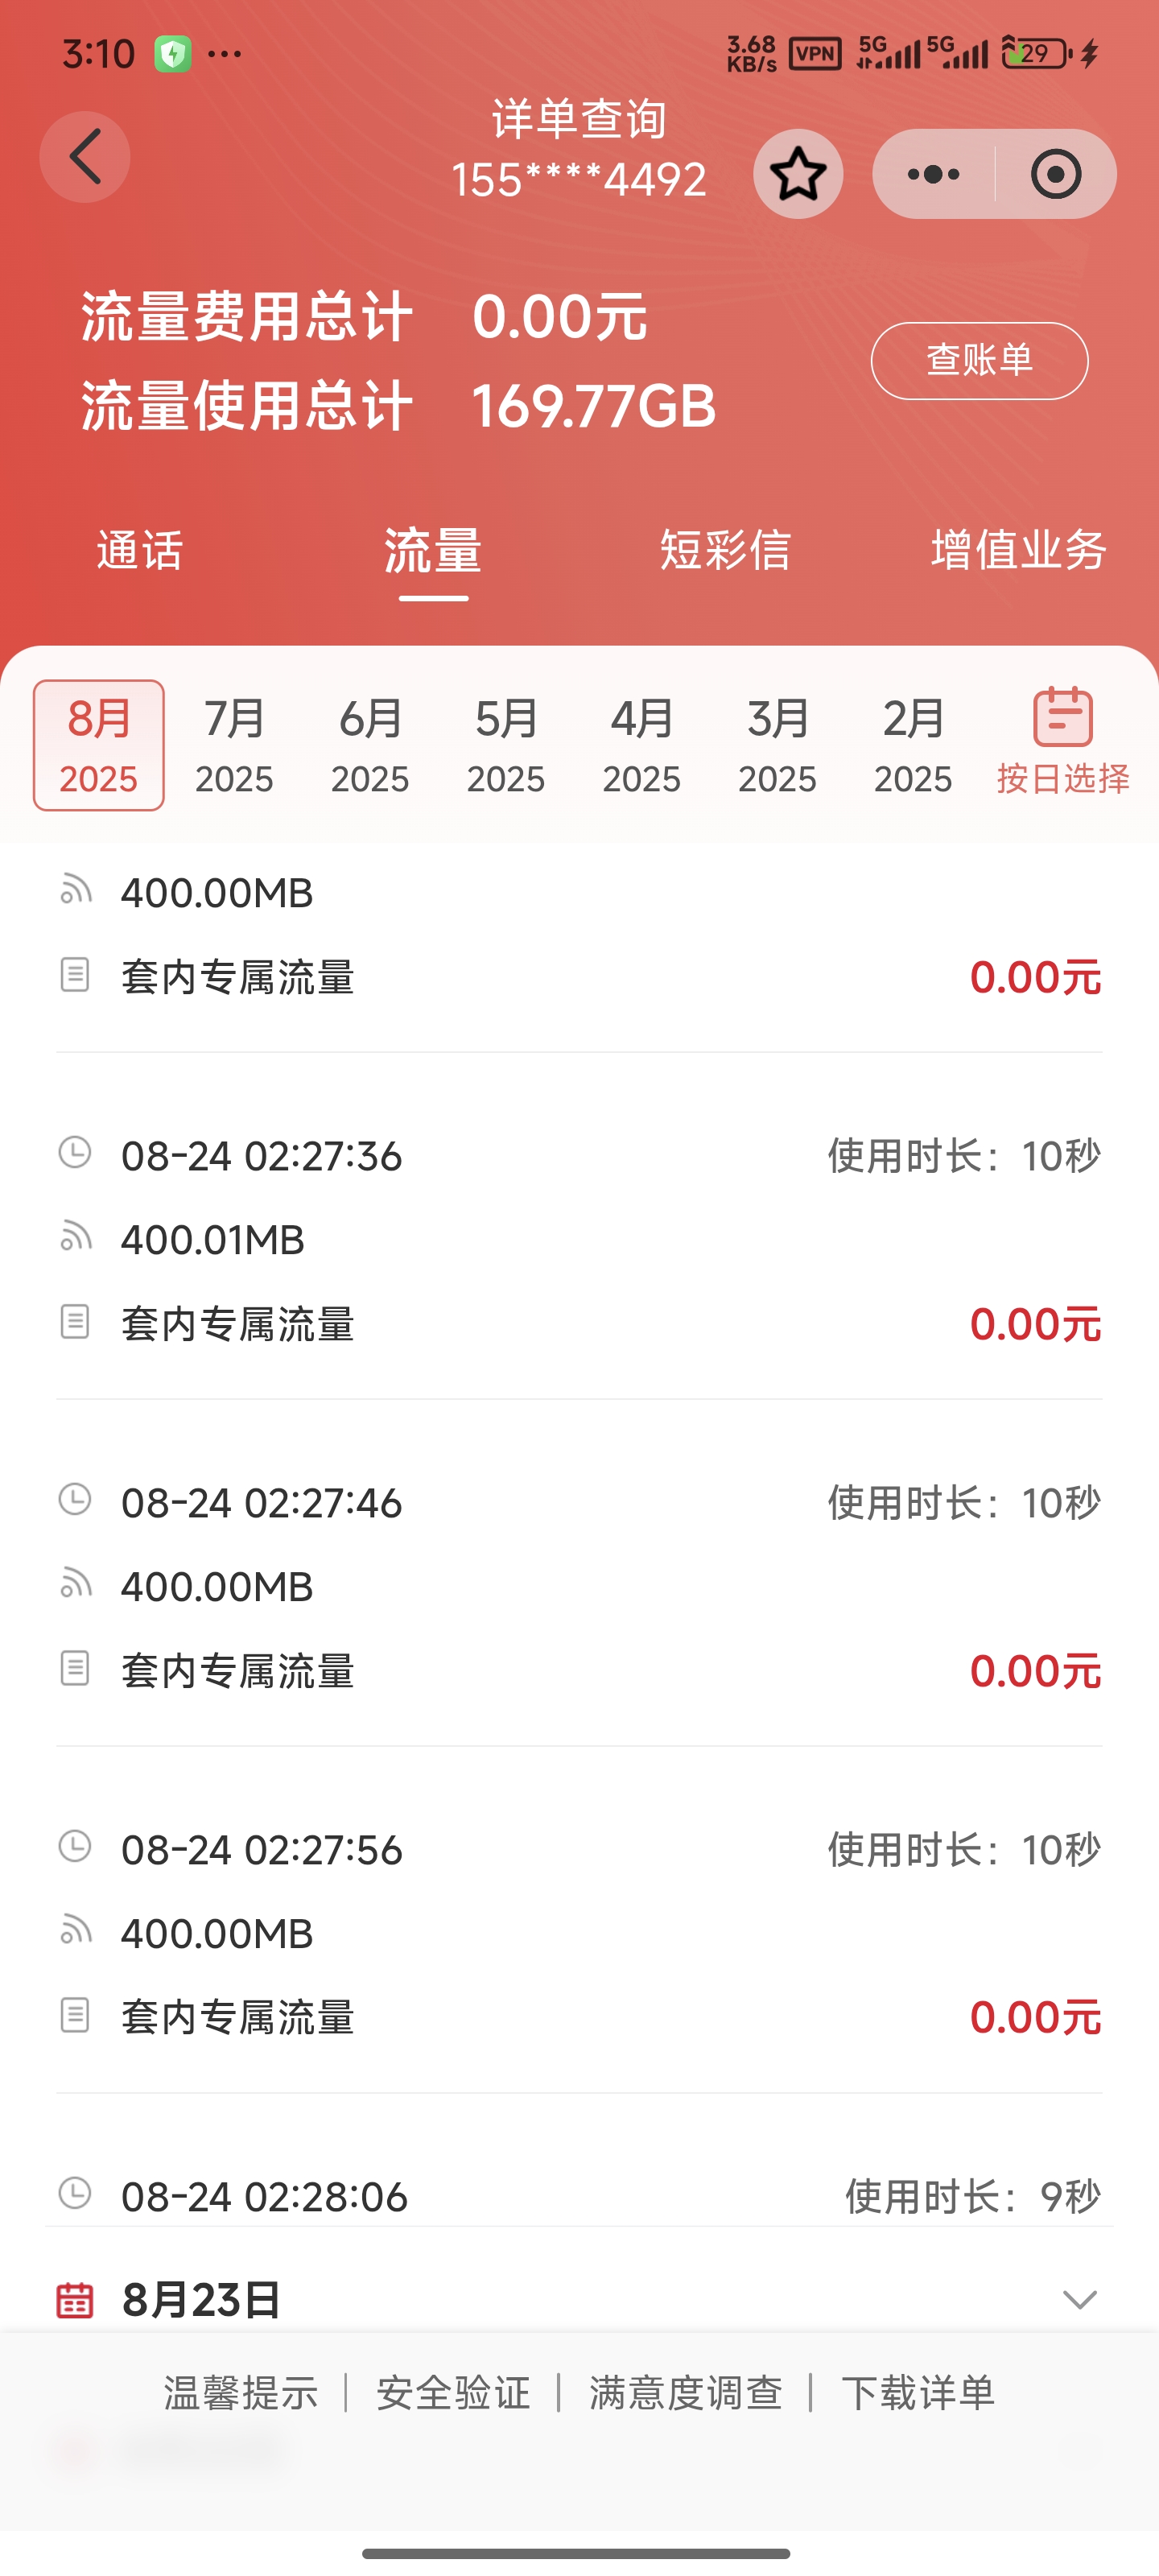 3:10 ... 3.68 KB/s VPN 5G 5G 29
详单查询
155****4492
流量费用总计 0.00元
查账单
流量使用总计 169.77GB
通话 流量 短彩信 增值业务
8月 7月 6月 5月 4月 3月 2月
2025 2025 2025 2025 2025 2025 2025 按日选择
400.00MB
套内专属流量 0.00元
08-24 02:27:36 使用时长：10秒
400.01MB
套内专属流量 0.00元
08-24 02:27:46 使用时长：10秒
400.00MB
套内专属流量 0.00元
08-24 02:27:56 使用时长：10秒
400.00MB
套内专属流量 0.00元
08-24 02:28:06 使用时长：9秒
8月23日
温馨提示 | 安全验证 | 满意度调查 | 下载详单